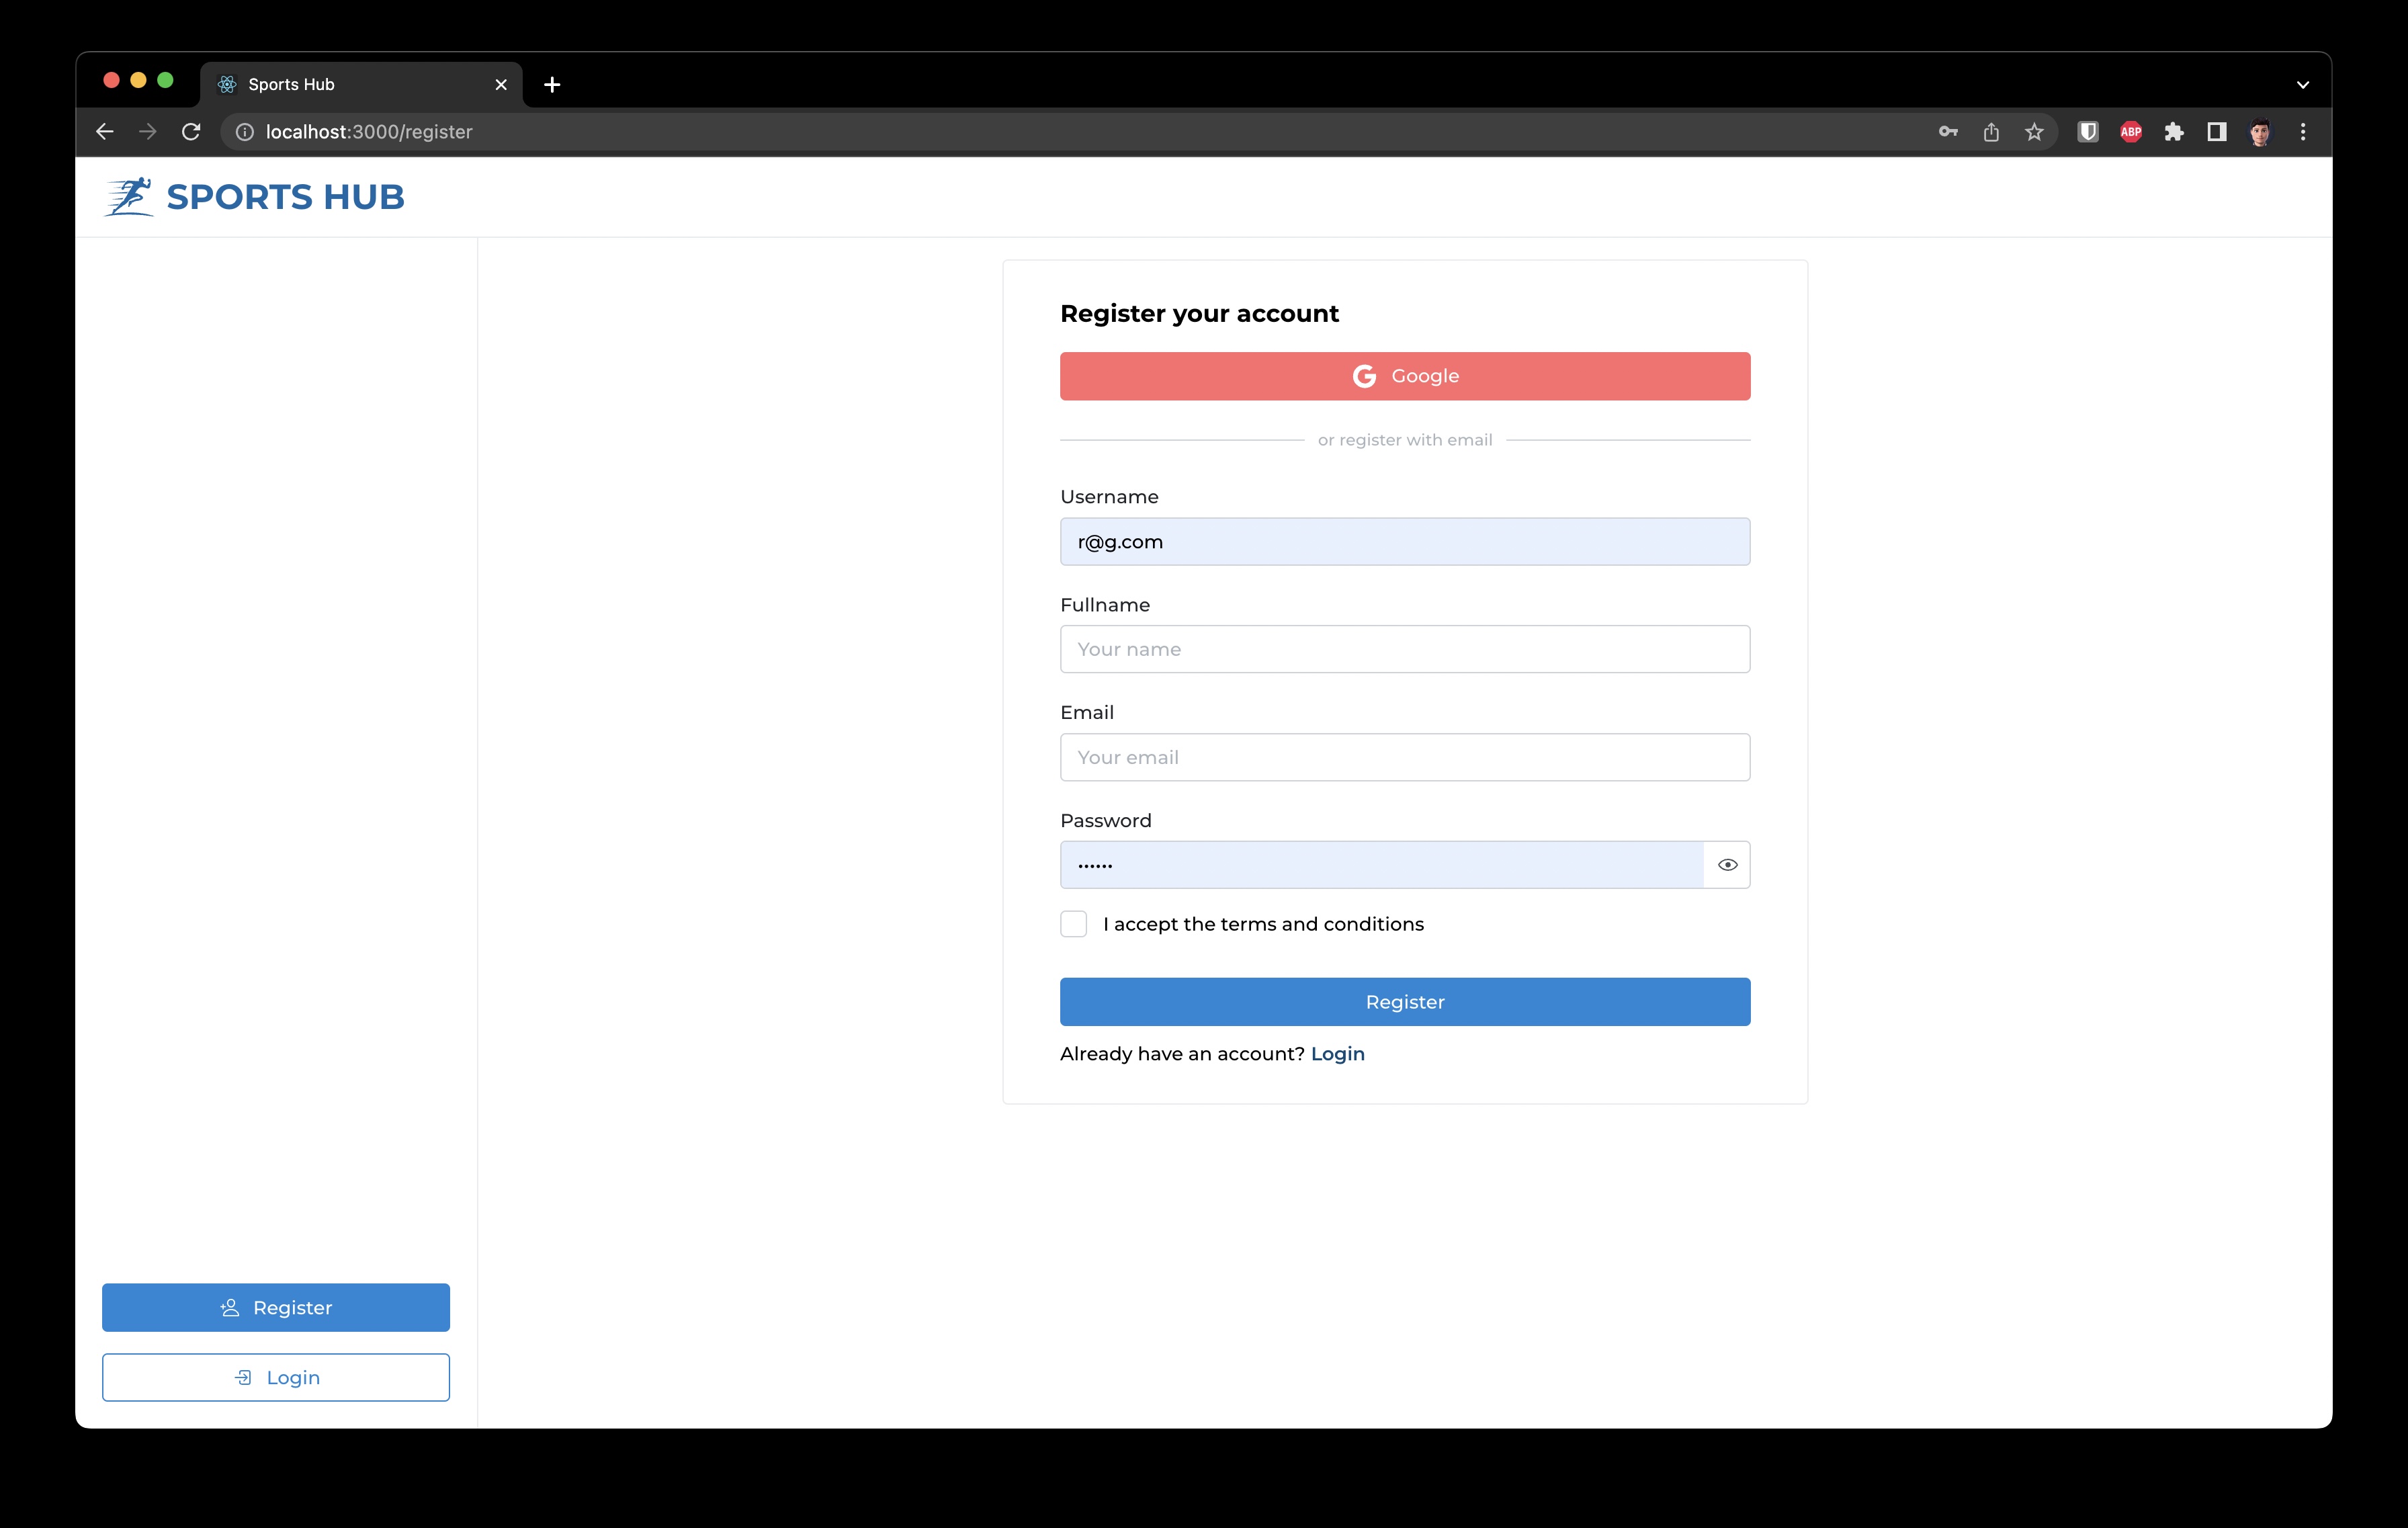 Sports Hub
localhost:3000/register
ABP
SPORTS HUB
Register your account
Google
or register with email
Username
r@g.com
Fullname
Your name
Email
Your email
Password
••••••
I accept the terms and conditions
Register
Already have an account? Login
Register
Login